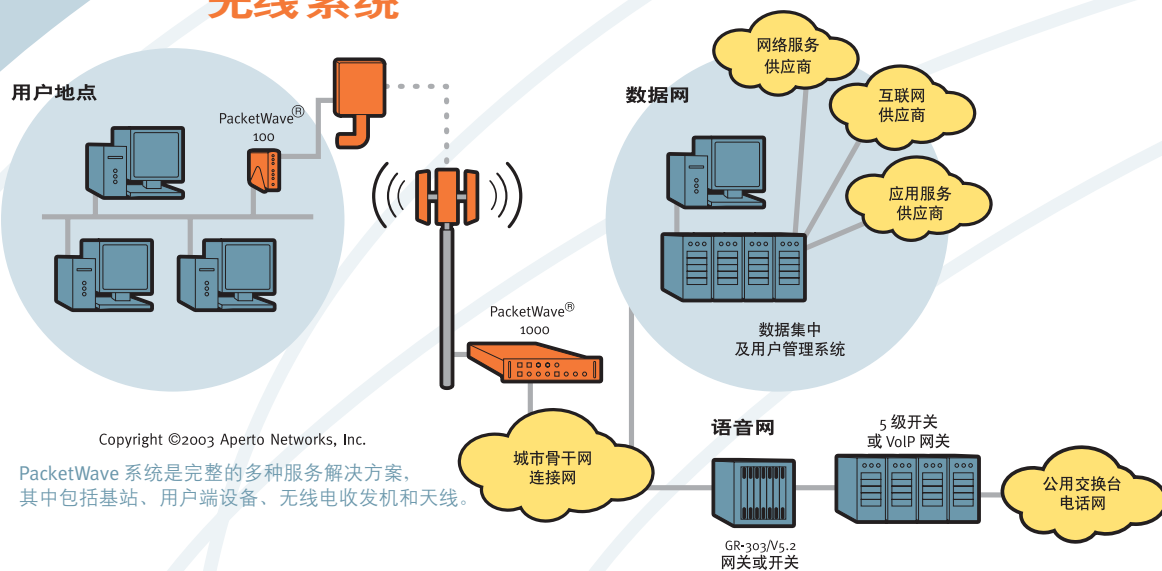 无线系统
用户地点
PacketWave®
100
数据网
网络服务
供应商
互联网
供应商
应用服务
供应商
数据集中
及用户管理系统
PacketWave®
1000
城市骨干网
连接网
语音网
5 级开关
或 VoIP 网关
公用交换台
电话网
GR-303/V5.2
网关或开关
Copyright ©2003 Aperto Networks, Inc.
PacketWave 系统是完整的多种服务解决方案，
其中包括基站、用户端设备、无线电收发机和天线。